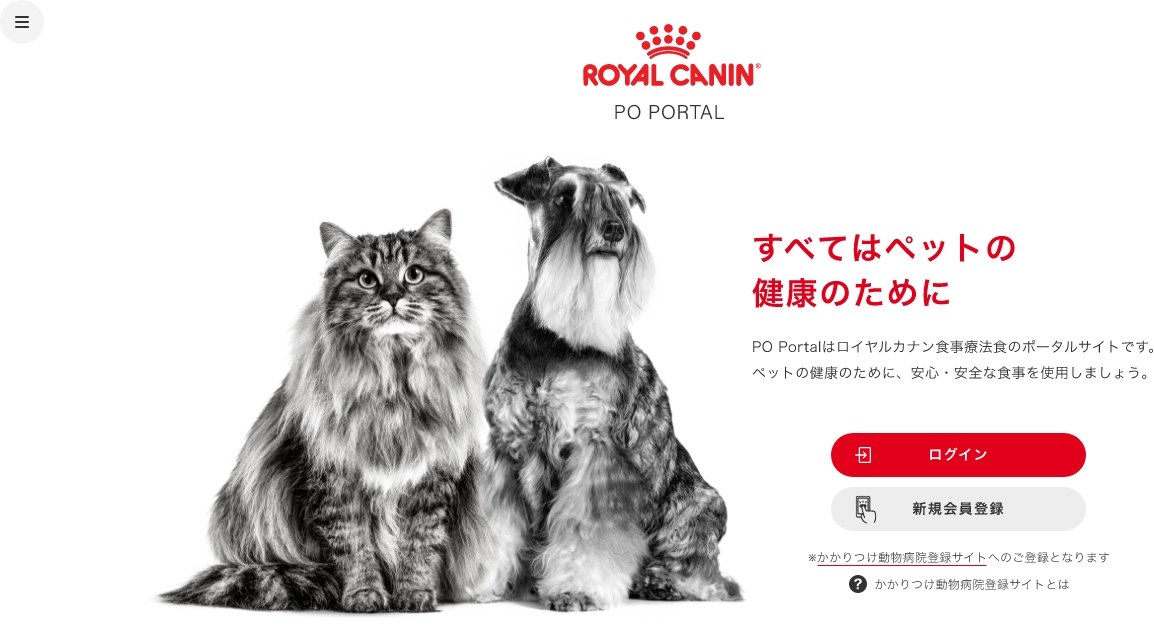 ROYAL CANIN®
PO PORTAL
すべてはペットの
健康のために
PO Portalはロイヤルカナン食事療法食のポータルサイトです。
ペットの健康のために、安心・安全な食事を使用しましょう。
ログイン
新規会員登録
※かかりつけ動物病院登録サイトへのご登録となります
? かかりつけ動物病院登録サイトとは